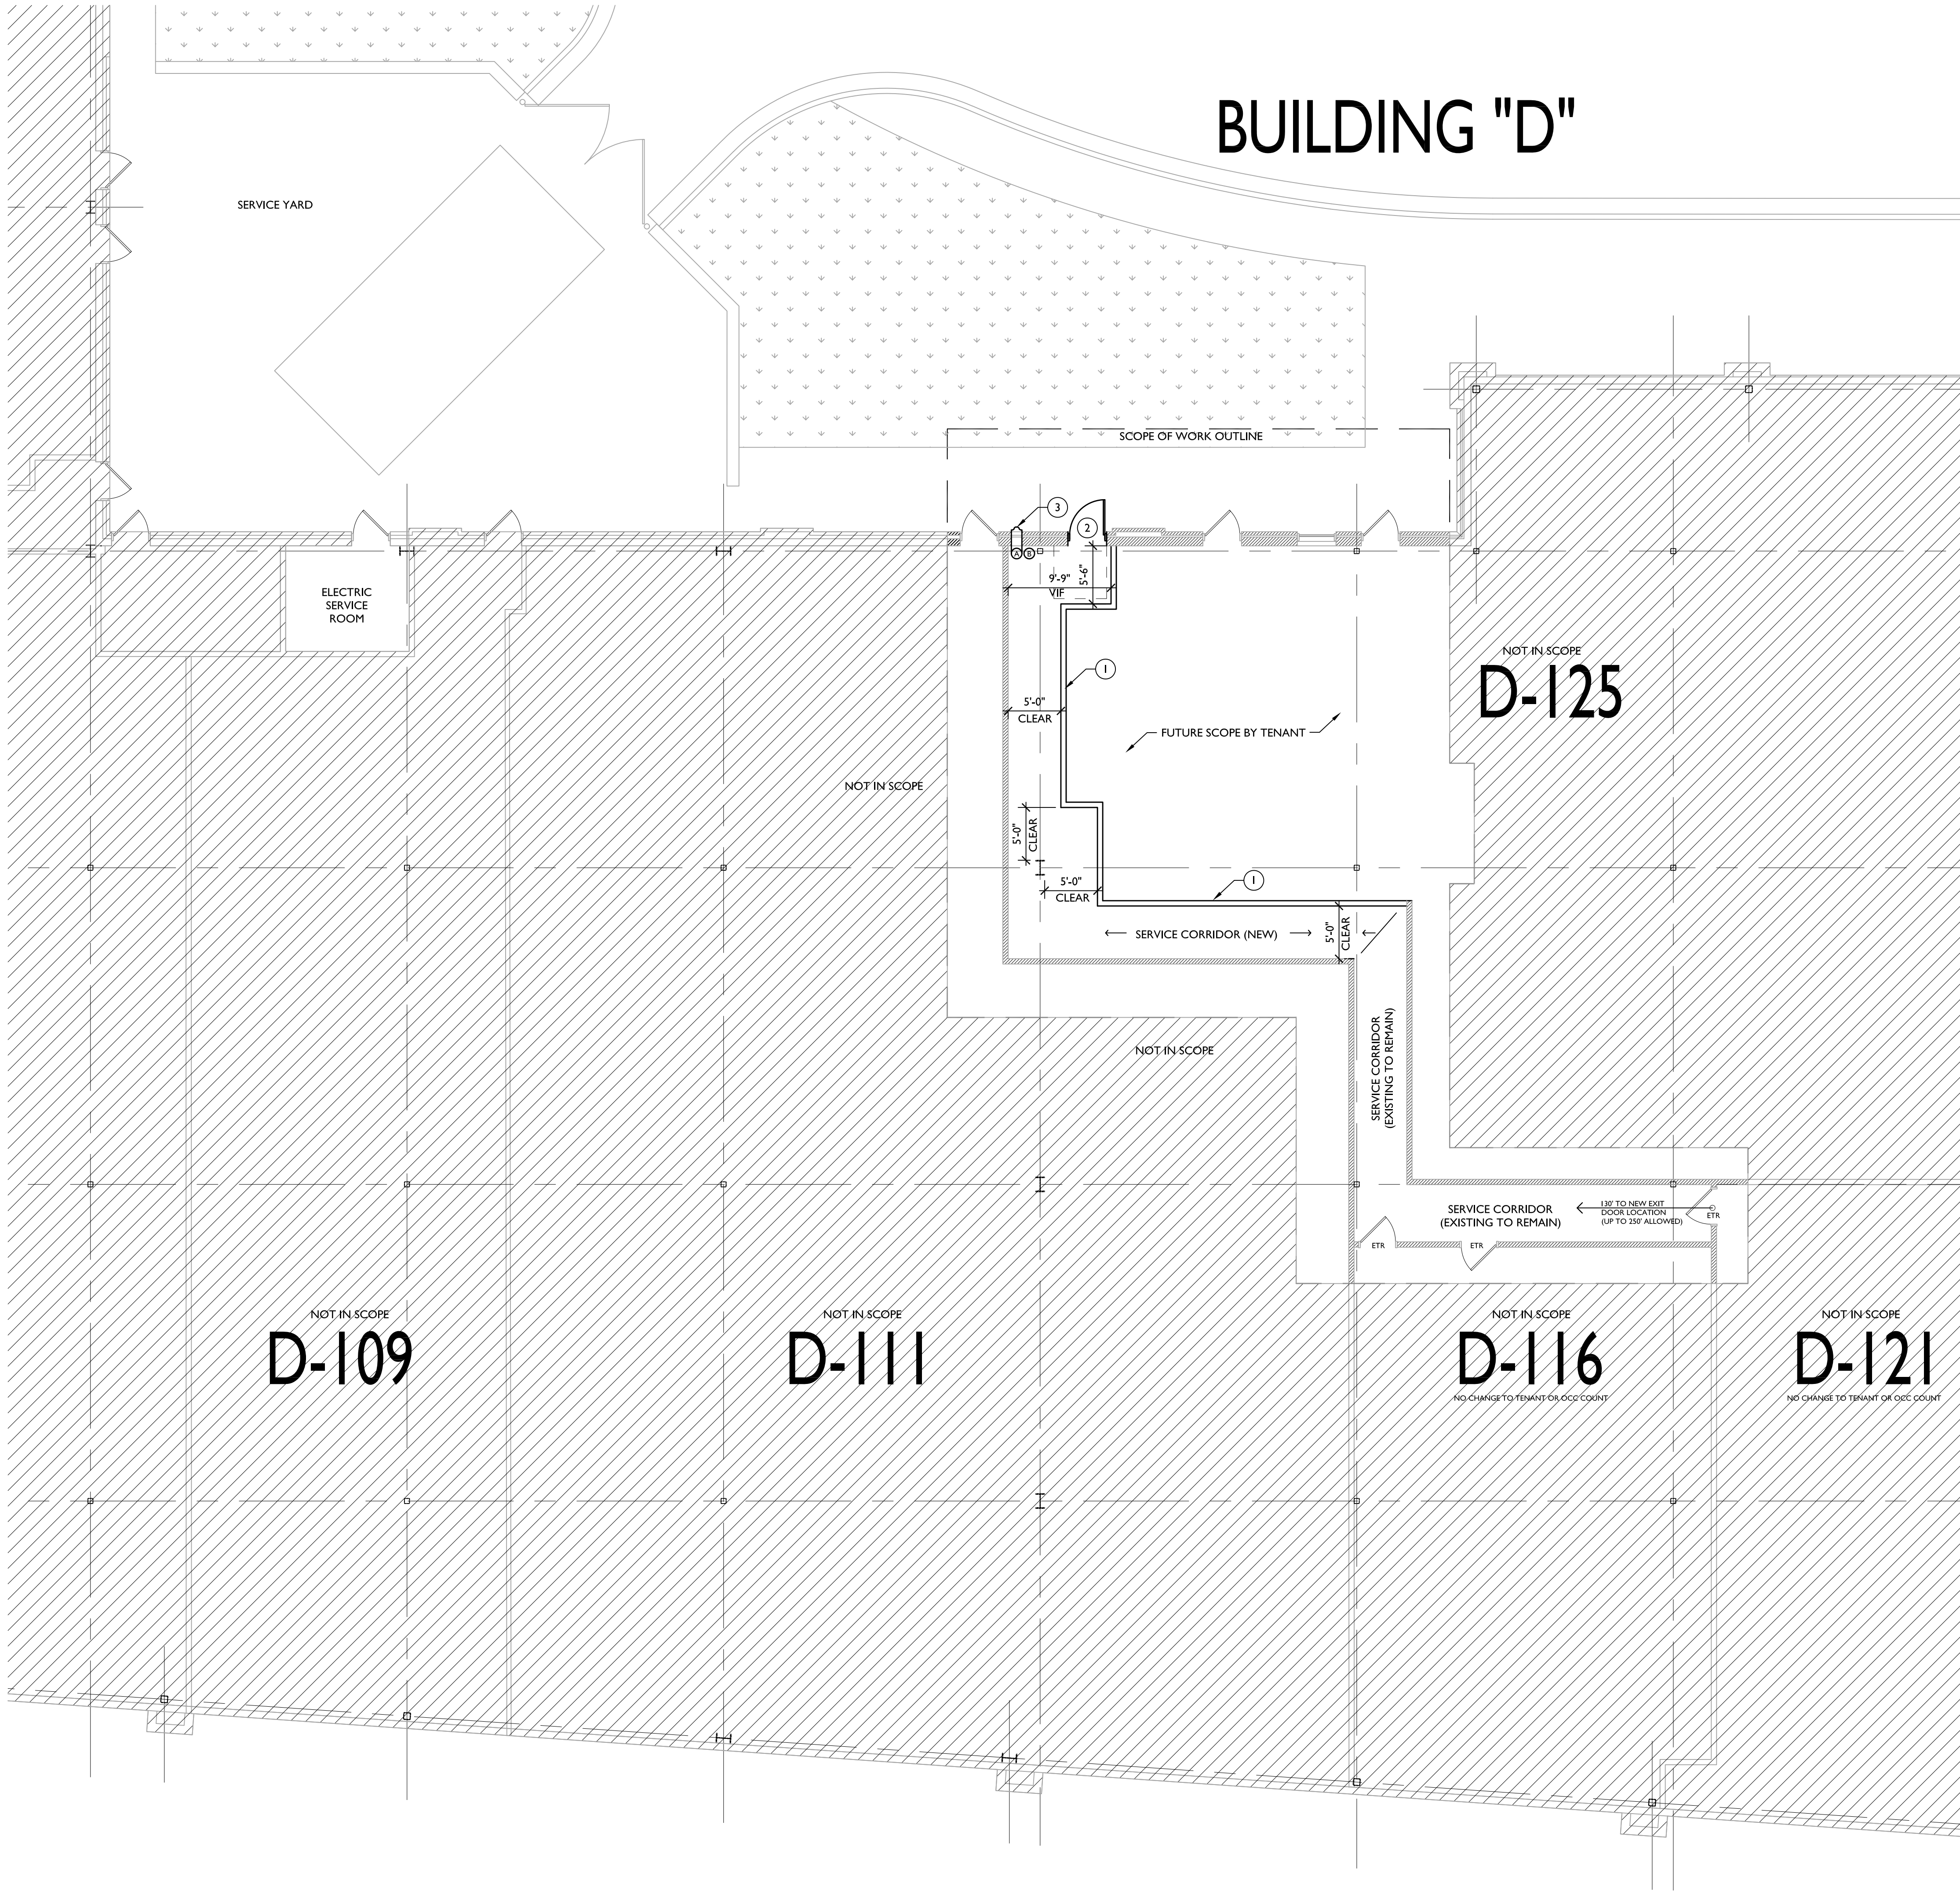 BUILDING "D"
SERVICE YARD
SCOPE OF WORK OUTLINE
3
2
A
B
9'-9"
VIF
5'-6"
ELECTRIC
SERVICE
ROOM
1
NOT IN SCOPE
D-125
5'-0"
CLEAR
FUTURE SCOPE BY TENANT
NOT IN SCOPE
5'-0"
CLEAR
5'-0"
CLEAR
1
SERVICE CORRIDOR (NEW)
5'-0"
CLEAR
SERVICE CORRIDOR
(EXISTING TO REMAIN)
NOT IN SCOPE
SERVICE CORRIDOR
(EXISTING TO REMAIN)
130' TO NEW EXIT
DOOR LOCATION
(UP TO 250' ALLOWED)
ETR
ETR
ETR
NOT IN SCOPE
D-109
NOT IN SCOPE
D-111
NOT IN SCOPE
D-116
NO CHANGE TO TENANT OR OCC COUNT
NOT IN SCOPE
D-121
NO CHANGE TO TENANT OR OCC COUNT